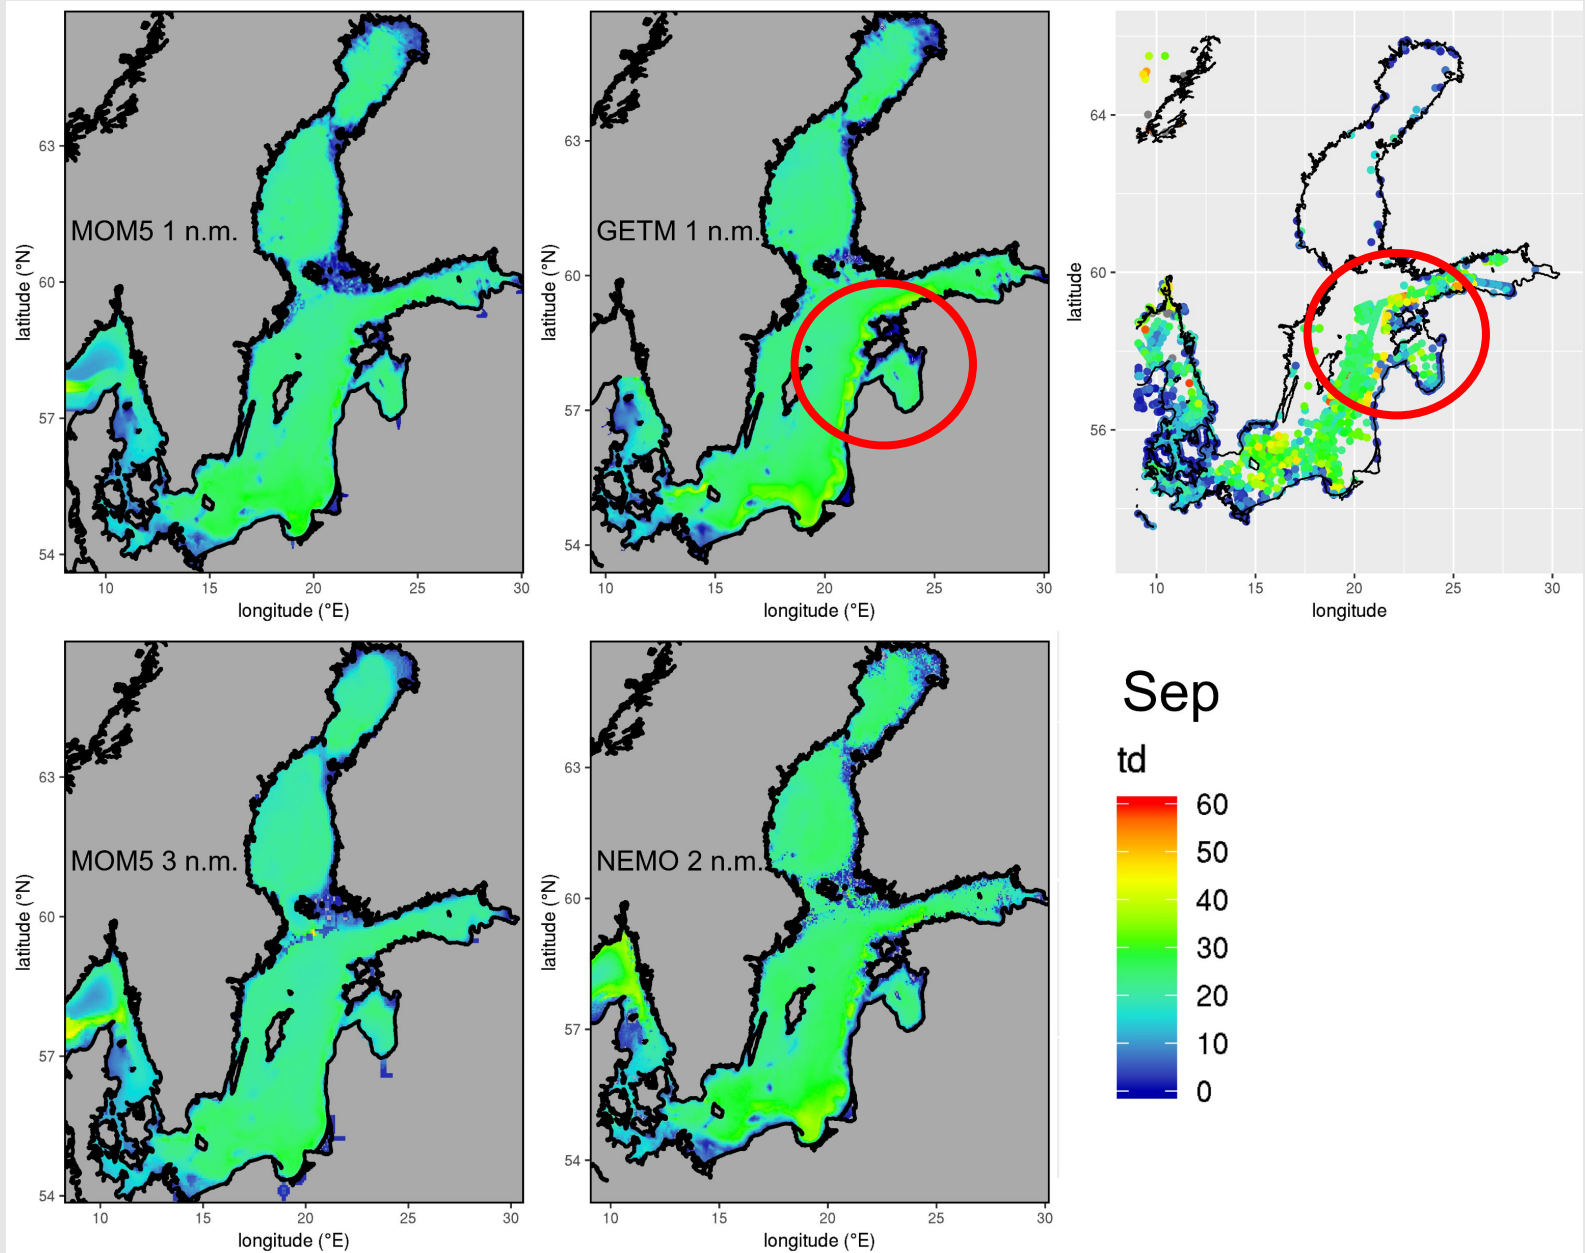 MOM5 1 n.m.
63
60
57
54
10 15 20 25 30
longitude (°E)
latitude (°N)
GETM 1 n.m.
63
60
57
54
10 15 20 25 30
longitude (°E)
latitude (°N)
64
60
56
10 15 20 25 30
longitude
latitude
MOM5 3 n.m.
63
60
57
54
10 15 20 25 30
longitude (°E)
latitude (°N)
NEMO 2 n.m.
63
60
57
54
10 15 20 25 30
longitude (°E)
latitude (°N)
Sep
td
60
50
40
30
20
10
0